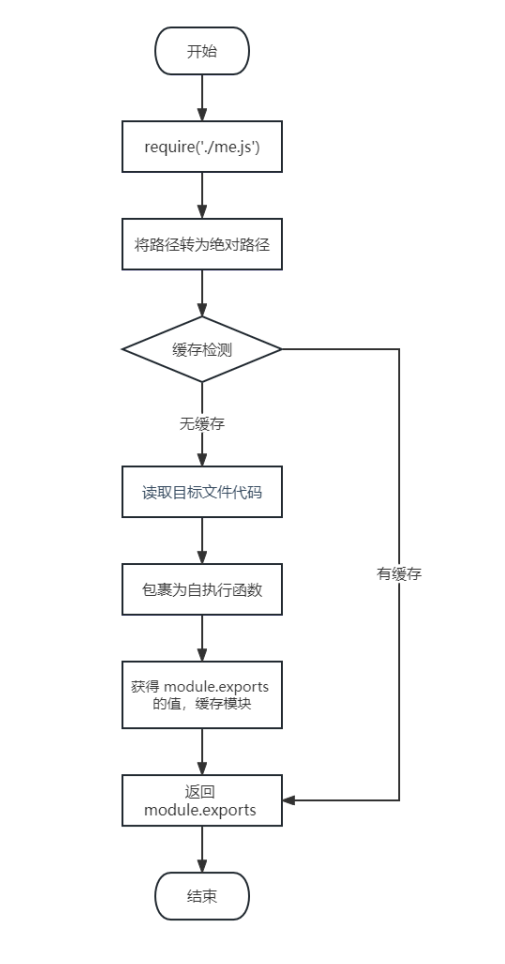 开始
require('./me.js')
将路径转为绝对路径
缓存检测
无缓存
读取目标文件代码
有缓存
包裹为自执行函数
获得 module.exports
的值，缓存模块
返回
module.exports
结束